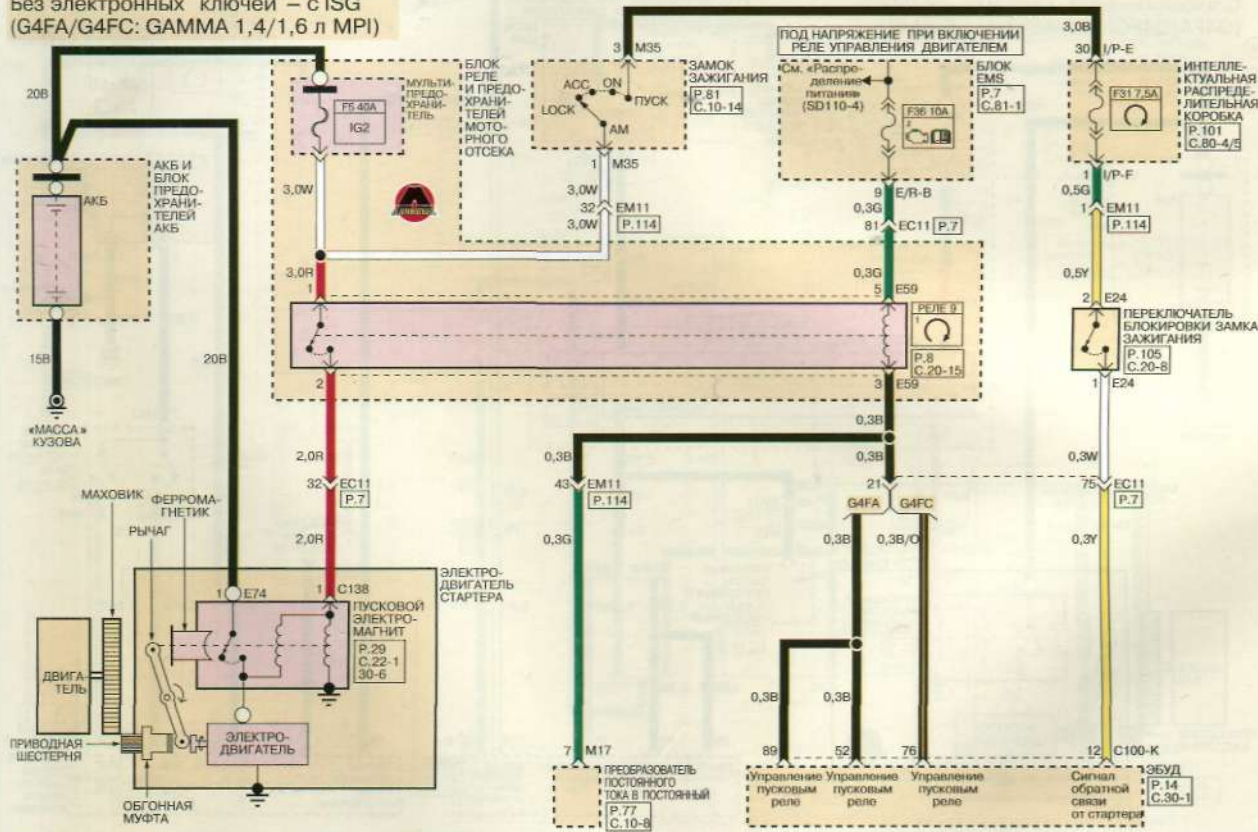 Без электронных ключей – с ISG
(G4FA/G4FC: GAMMA 1,4/1,6 л MPI)
20B
АКБ И
БЛОК
ПРЕДО-
ХРАНИ-
ТЕЛЕЙ
АКБ
АКБ
15B
«МАССА»
КУЗОВА
20B
F5 40A
IG2
МУЛЬТИ-
ПРЕДО-
ХРАНИ-
ТЕЛЬ
БЛОК
РЕЛЕ
И ПРЕДО-
ХРАНИ-
ТЕЛЕЙ
МОТО-
РНОГО
ОТСЕКА
3,0W
3 M35
ACC
ON
LOCK
ПУСК
AM
1 M35
ЗАМОК
ЗАЖИГАНИЯ
P.81
C.10-14
3,0W
32 EM11
P.114
3,0W
ПОД НАПРЯЖЕНИЕ ПРИ ВКЛЮЧЕНИИ
РЕЛЕ УПРАВЛЕНИЯ ДВИГАТЕЛЕМ
См. «Распре-
деление
питания»
(SD110-4)
F36 10A
2
БЛОК
EMS
P.7
C.81-1
9 E/R-B
0,3G
81 EC11 P.7
0,3G
3,0B
30 I/P-E
F31 7,5A
ИНТЕЛЛЕ-
КТУАЛЬНАЯ
РАСПРЕДЕ-
ЛИТЕЛЬНАЯ
КОРОБКА
P.101
C.80-4/5
1 I/P-F
0,5G
1 EM11
P.114
0,5Y
3,0R
1
5 E59
РЕЛЕ 9
1
P.8
C.20-15
2
3 E59
2 E24
ПЕРЕКЛЮЧАТЕЛЬ
БЛОКИРОВКИ ЗАМКА
ЗАЖИГАНИЯ
P.105
C.20-8
1 E24
2,0R
32 EC11
P.7
2,0R
0,3B
0,3B
0,3B
43 EM11
P.114
0,3G
21
G4FA
G4FC
0,3B
0,3B/O
0,3W
75 EC11
P.7
0,3Y
МАХОВИК
ФЕРРОМА-
ГНЕТИК
РЫЧАГ
1 E74
1 C138
ЭЛЕКТРО-
ДВИГАТЕЛЬ
СТАРТЕРА
ПУСКОВОЙ
ЭЛЕКТРО-
МАГНИТ
P.29
C.22-1
30-6
ДВИГА-
ТЕЛЬ
ЭЛЕКТРО-
ДВИГАТЕЛЬ
ПРИВОДНАЯ
ШЕСТЕРНЯ
ОБГОННАЯ
МУФТА
0,3B
0,3B
7 M17
ПРЕОБРАЗОВАТЕЛЬ
ПОСТОЯННОГО
ТОКА В ПОСТОЯННЫЙ
P.77
C.10-8
89
52
76
12 C100-K
Управление
пусковым
реле
Управление
пусковым
реле
Управление
пусковым
реле
Сигнал
обратной
связи
от стартера
ЭБУД
P.14
C.30-1